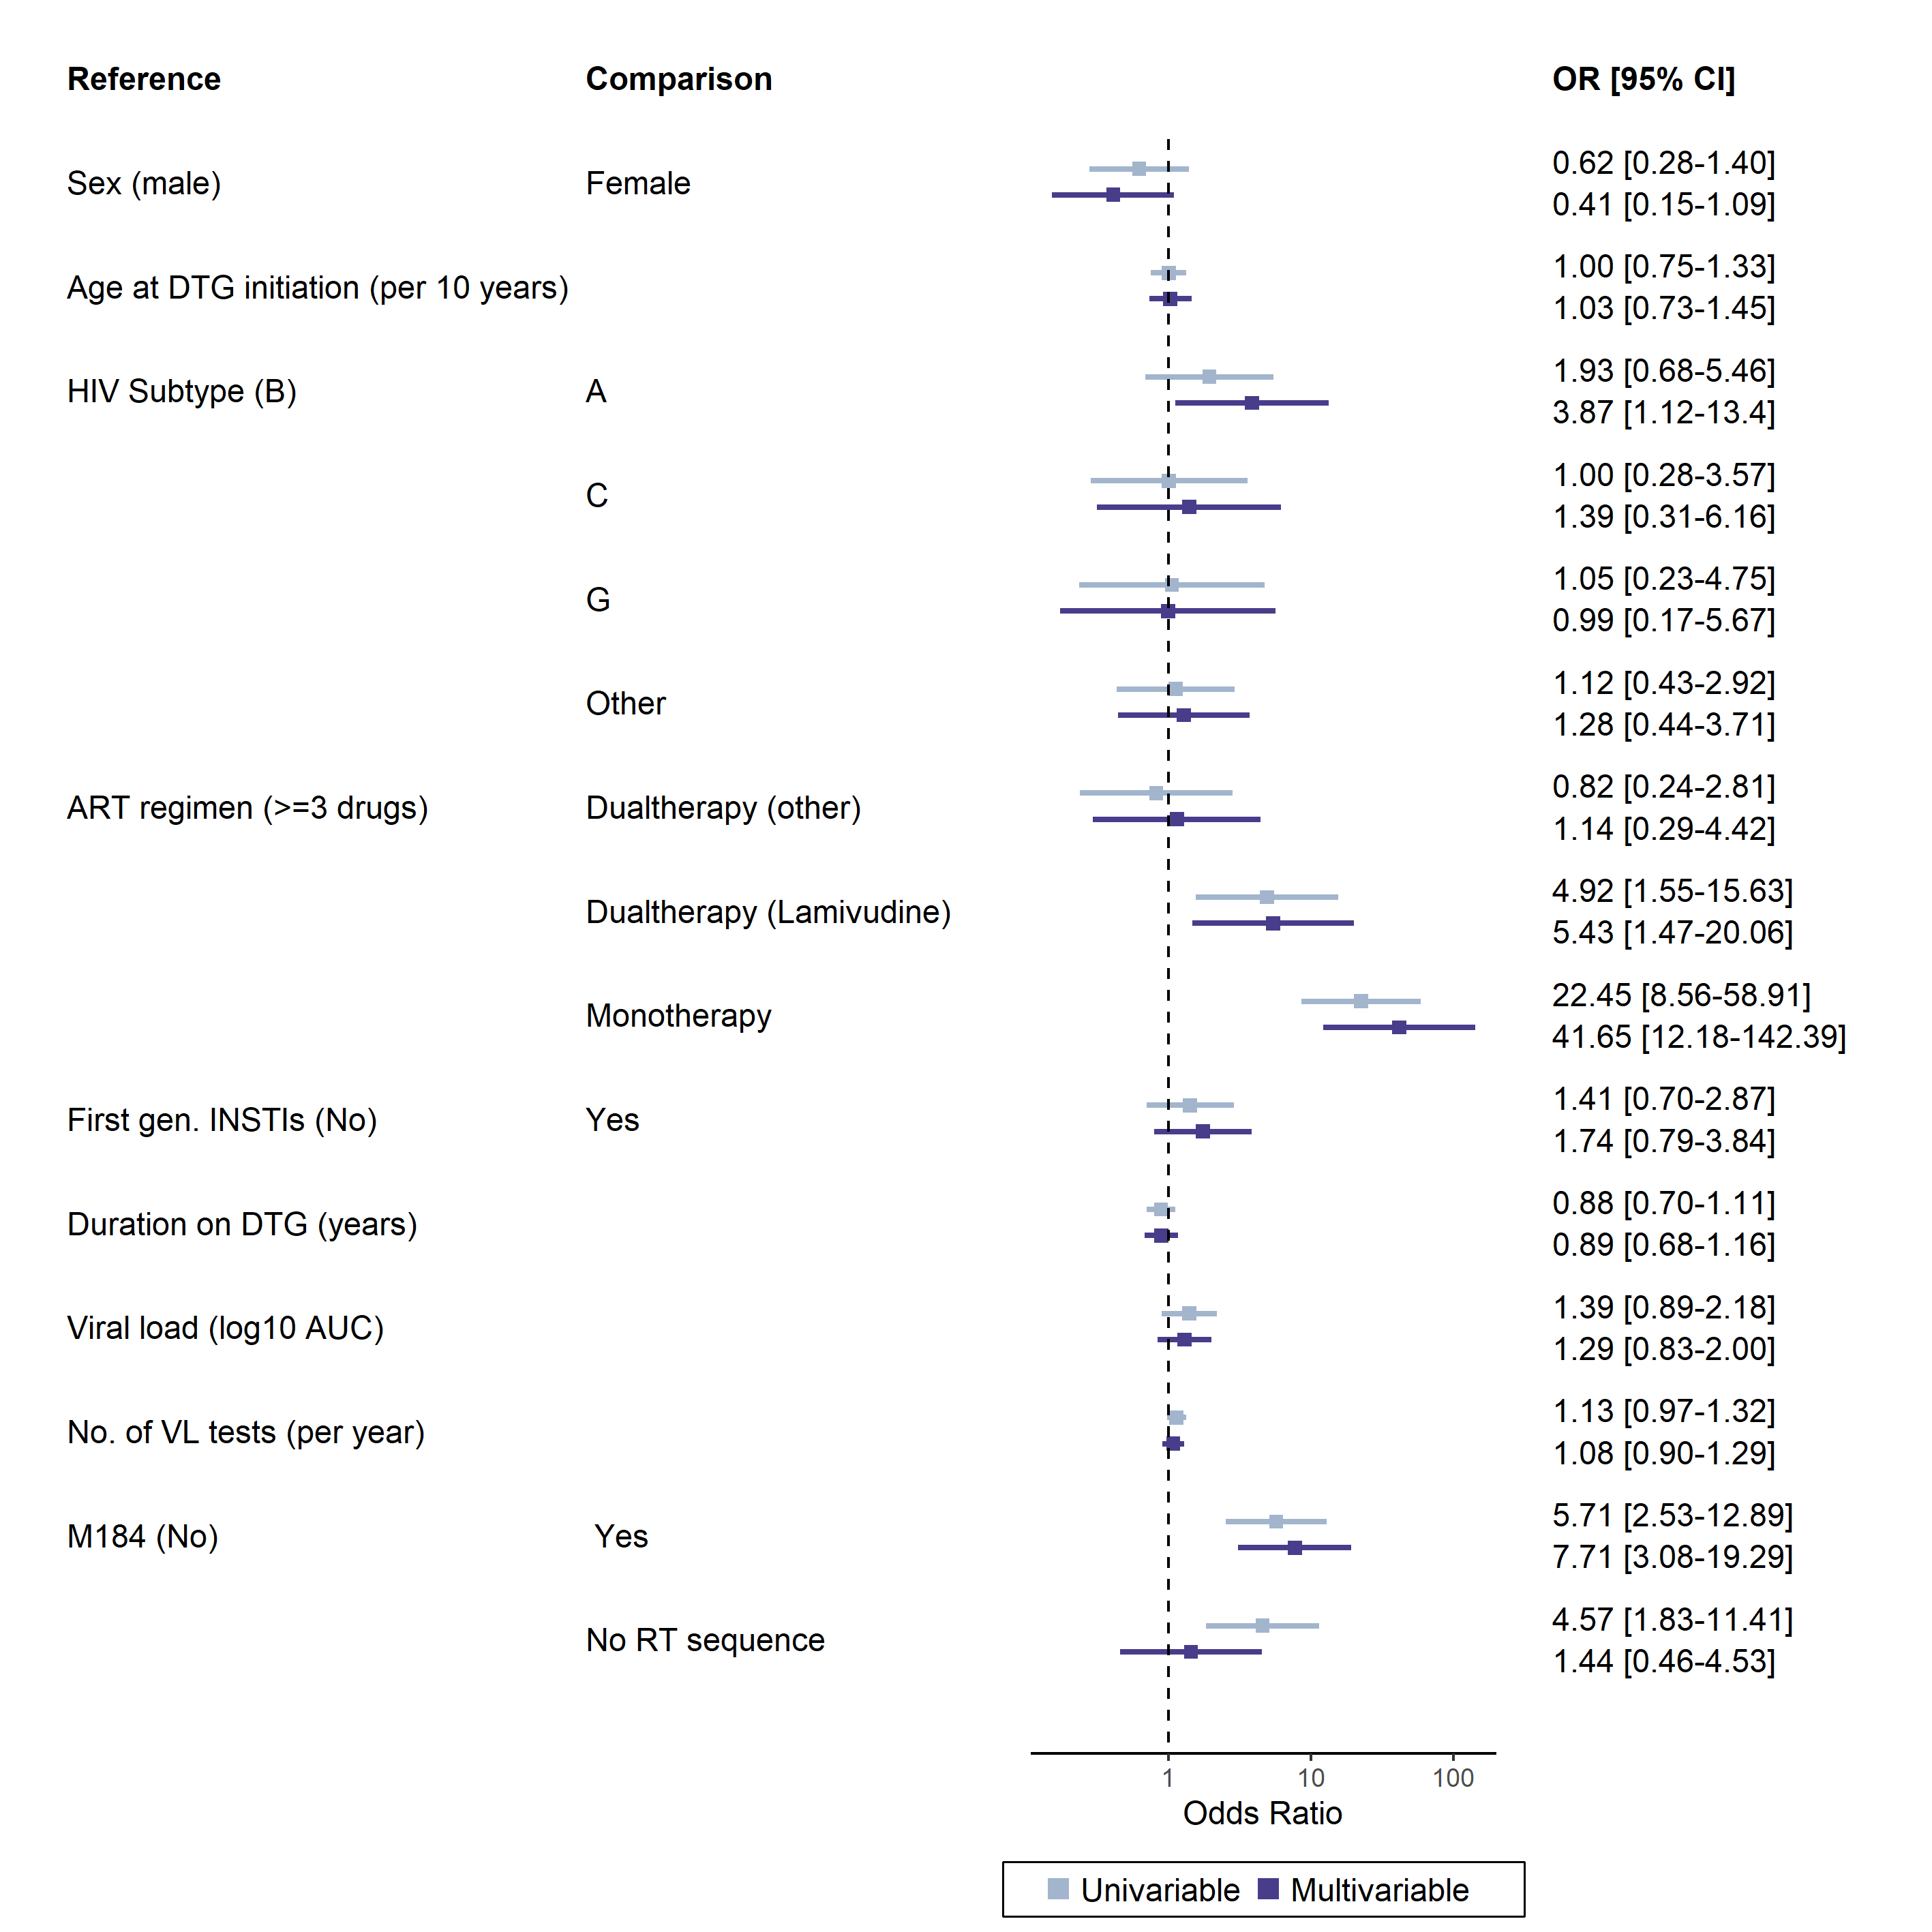 Reference Comparison OR [95% CI]
Sex (male) Female 0.62 [0.28-1.40]
0.41 [0.15-1.09]
Age at DTG initiation (per 10 years) 1.00 [0.75-1.33]
1.03 [0.73-1.45]
HIV Subtype (B) A 1.93 [0.68-5.46]
3.87 [1.12-13.4]
C 1.00 [0.28-3.57]
1.39 [0.31-6.16]
G 1.05 [0.23-4.75]
0.99 [0.17-5.67]
Other 1.12 [0.43-2.92]
1.28 [0.44-3.71]
ART regimen (>=3 drugs) Dualtherapy (other) 0.82 [0.24-2.81]
1.14 [0.29-4.42]
Dualtherapy (Lamivudine) 4.92 [1.55-15.63]
5.43 [1.47-20.06]
Monotherapy 22.45 [8.56-58.91]
41.65 [12.18-142.39]
First gen. INSTIs (No) Yes 1.41 [0.70-2.87]
1.74 [0.79-3.84]
Duration on DTG (years) 0.88 [0.70-1.11]
0.89 [0.68-1.16]
Viral load (log10 AUC) 1.39 [0.89-2.18]
1.29 [0.83-2.00]
No. of VL tests (per year) 1.13 [0.97-1.32]
1.08 [0.90-1.29]
M184 (No) Yes 5.71 [2.53-12.89]
7.71 [3.08-19.29]
No RT sequence 4.57 [1.83-11.41]
1.44 [0.46-4.53]
1 10 100
Odds Ratio
Univariable Multivariable